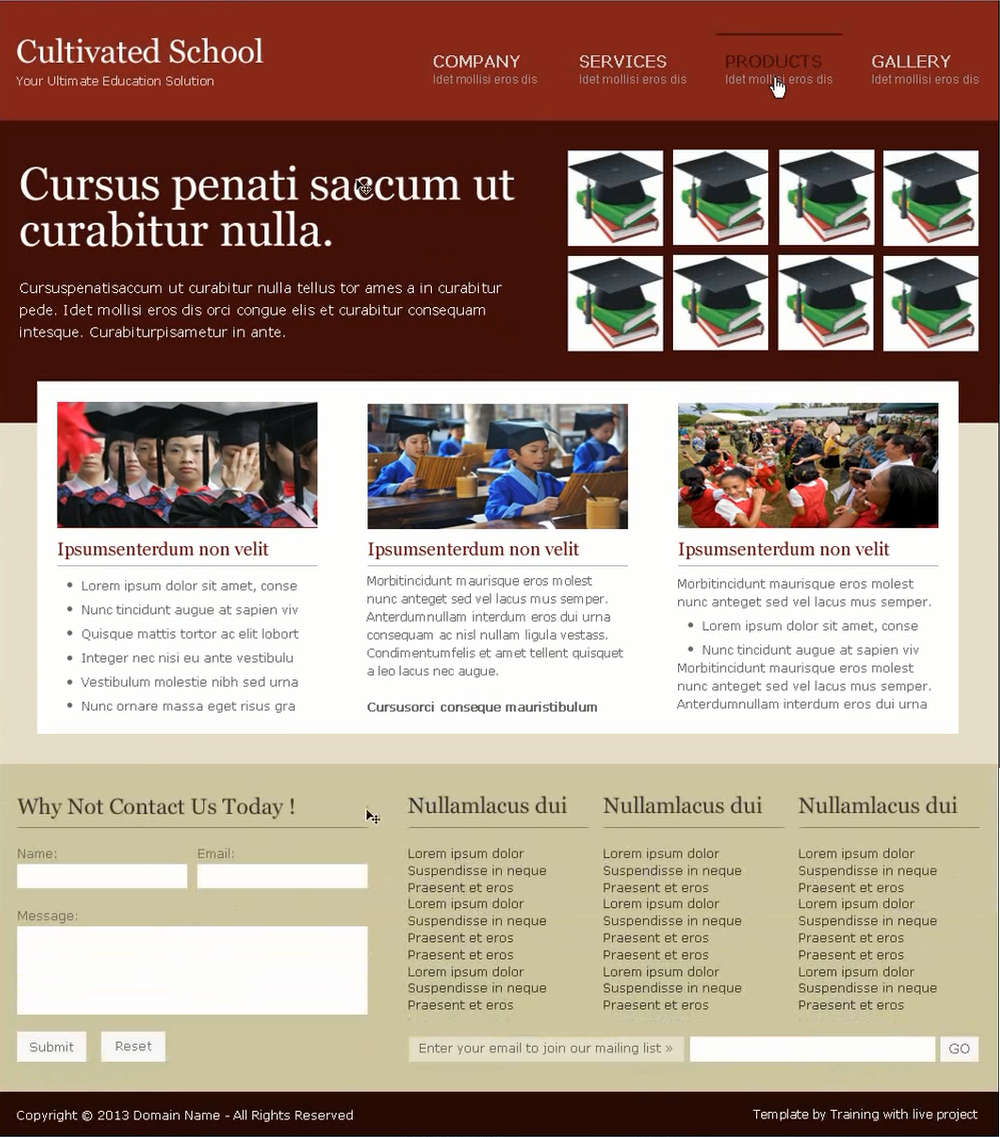 Cultivated School
Your Ultimate Education Solution
COMPANY
Idet mollisi eros dis
SERVICES
Idet mollisi eros dis
PRODUCTS
Idet mollisi eros dis
GALLERY
Idet mollisi eros dis
Cursus penati saccum ut
curabitur nulla.
Cursuspenatisaccum ut curabitur nulla tellus tor ames a in curabitur
pede. Idet mollisi eros dis orci congue elis et curabitur consequam
intesque. Curabiturpisametur in ante.
Ipsumsenterdum non velit
• Lorem ipsum dolor sit amet, conse
• Nunc tincidunt augue at sapien viv
• Quisque mattis tortor ac elit lobort
• Integer nec nisi eu ante vestibulu
• Vestibulum molestie nibh sed urna
• Nunc ornare massa eget risus gra
Ipsumsenterdum non velit
Morbitincidunt maurisque eros molest
nunc anteget sed vel lacus mus semper.
Anterdumnullam interdum eros dui urna
consequam ac nisl nullam ligula vestass.
Condimentumfelis et amet tellent quisquet
a leo lacus nec augue.
Cursusorci conseque mauristibulum
Ipsumsenterdum non velit
Morbitincidunt maurisque eros molest
nunc anteget sed vel lacus mus semper.
• Lorem ipsum dolor sit amet, conse
• Nunc tincidunt augue at sapien viv
Morbitincidunt maurisque eros molest
nunc anteget sed vel lacus mus semper.
Anterdumnullam interdum eros dui urna
Why Not Contact Us Today !
Name:
Email:
Message:
Submit
Reset
Nullamlacus dui
Lorem ipsum dolor
Suspendisse in neque
Praesent et eros
Lorem ipsum dolor
Suspendisse in neque
Praesent et eros
Praesent et eros
Lorem ipsum dolor
Suspendisse in neque
Praesent et eros
Nullamlacus dui
Lorem ipsum dolor
Suspendisse in neque
Praesent et eros
Lorem ipsum dolor
Suspendisse in neque
Praesent et eros
Praesent et eros
Lorem ipsum dolor
Suspendisse in neque
Praesent et eros
Nullamlacus dui
Lorem ipsum dolor
Suspendisse in neque
Praesent et eros
Lorem ipsum dolor
Suspendisse in neque
Praesent et eros
Praesent et eros
Lorem ipsum dolor
Suspendisse in neque
Praesent et eros
Enter your email to join our mailing list »
GO
Copyright © 2013 Domain Name - All Rights Reserved
Template by Training with live project